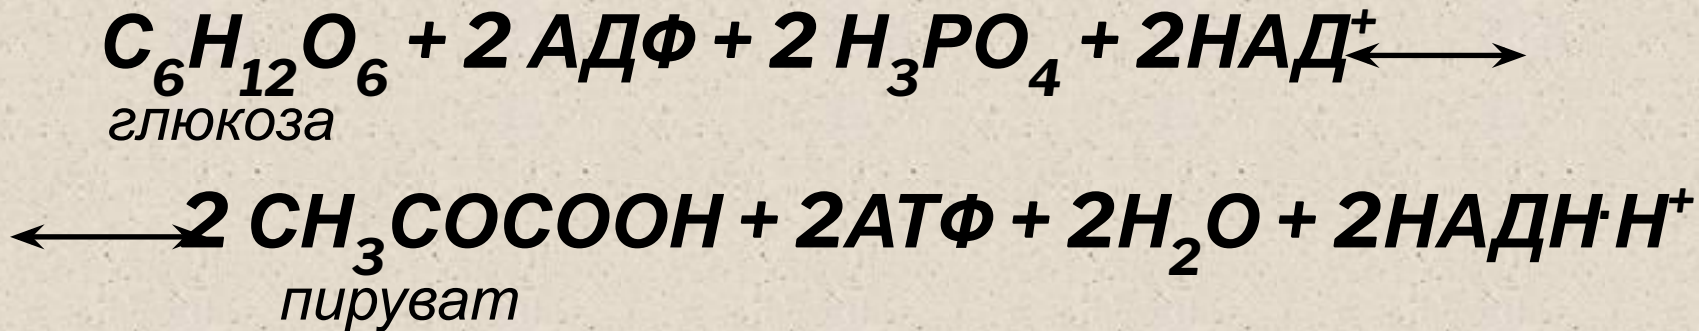 C₆H₁₂O₆ + 2 АДФ + 2 H₃PO₄ + 2НАД⁺ ↔
глюкоза
↔ 2 CH₃COCOOH + 2АТФ + 2H₂O + 2НАДН·Н⁺
пируват